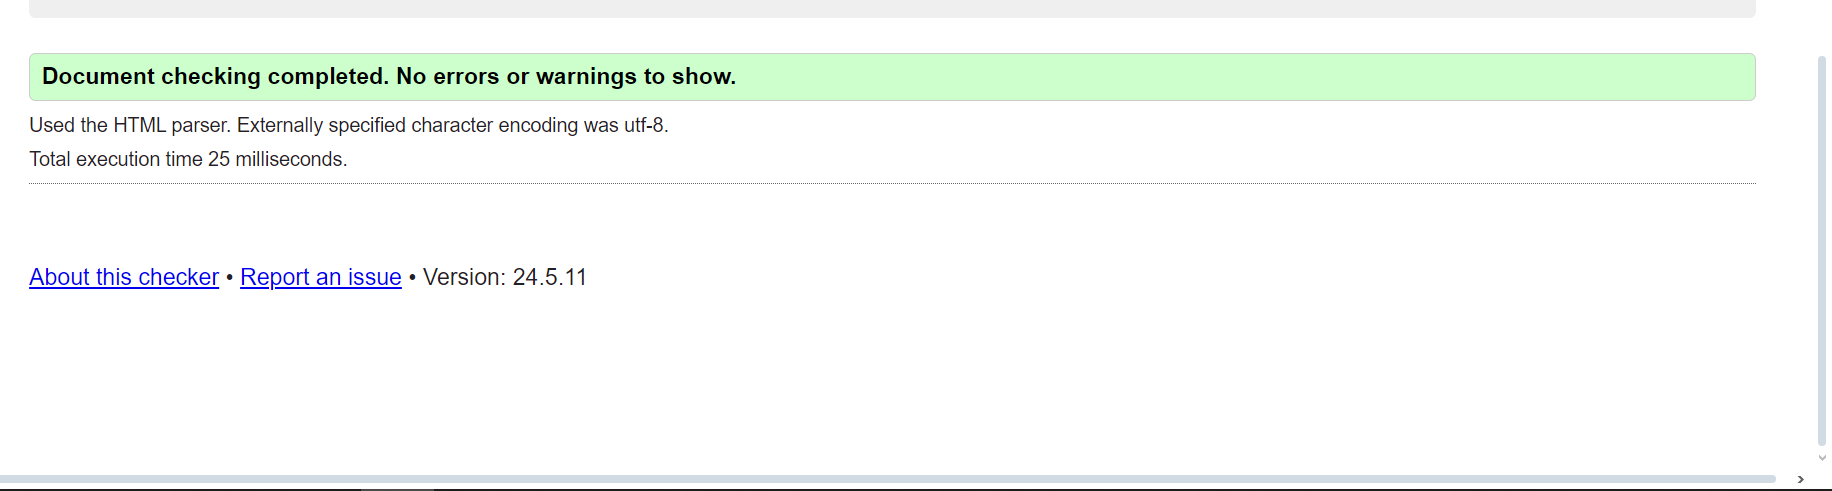 Document checking completed. No errors or warnings to show.
Used the HTML parser. Externally specified character encoding was utf-8.
Total execution time 25 milliseconds.
About this checker • Report an issue • Version: 24.5.11